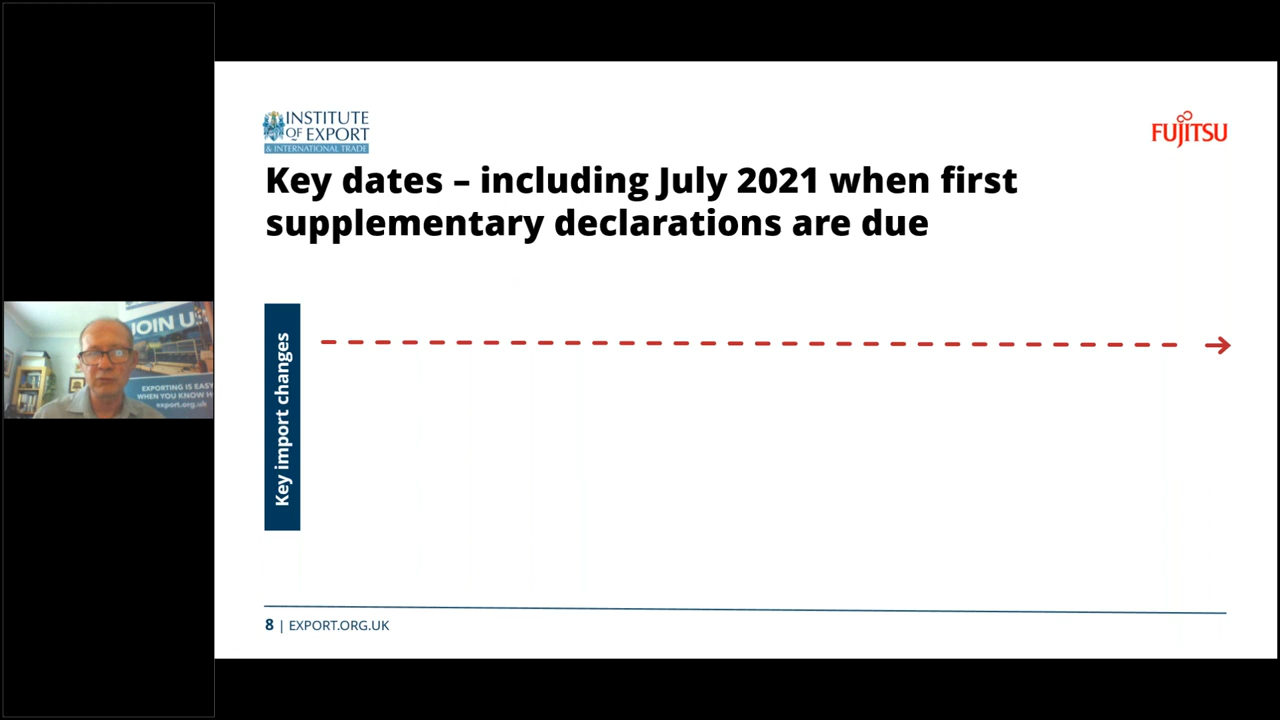 INSTITUTE
OF EXPORT
& INTERNATIONAL TRADE
FUJITSU
Key dates – including July 2021 when first
supplementary declarations are due
Key import changes
8 | EXPORT.ORG.UK
JOIN U
EXPORTING IS EASY
WHEN YOU KNOW H
export.org.uk